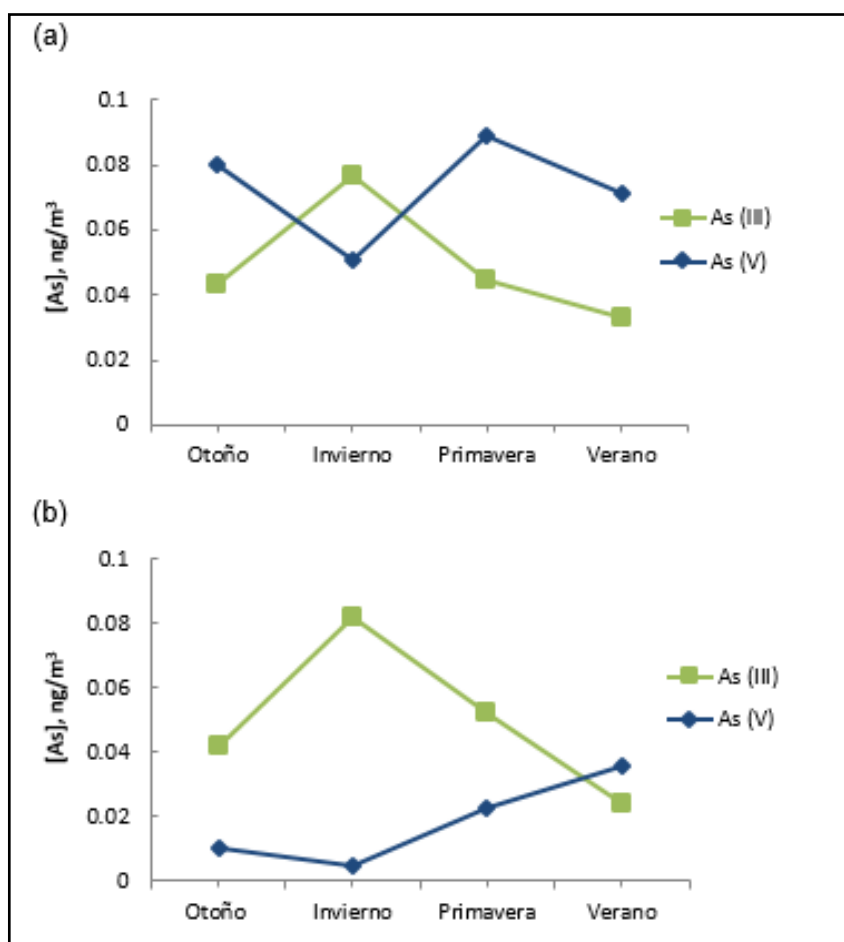 (a)
0.1
0.08
0.06
0.04
0.02
0
[As], ng/m³
Otoño Invierno Primavera Verano
As (III)
As (V)
(b)
0.1
0.08
0.06
0.04
0.02
0
[As], ng/m³
Otoño Invierno Primavera Verano
As (III)
As (V)